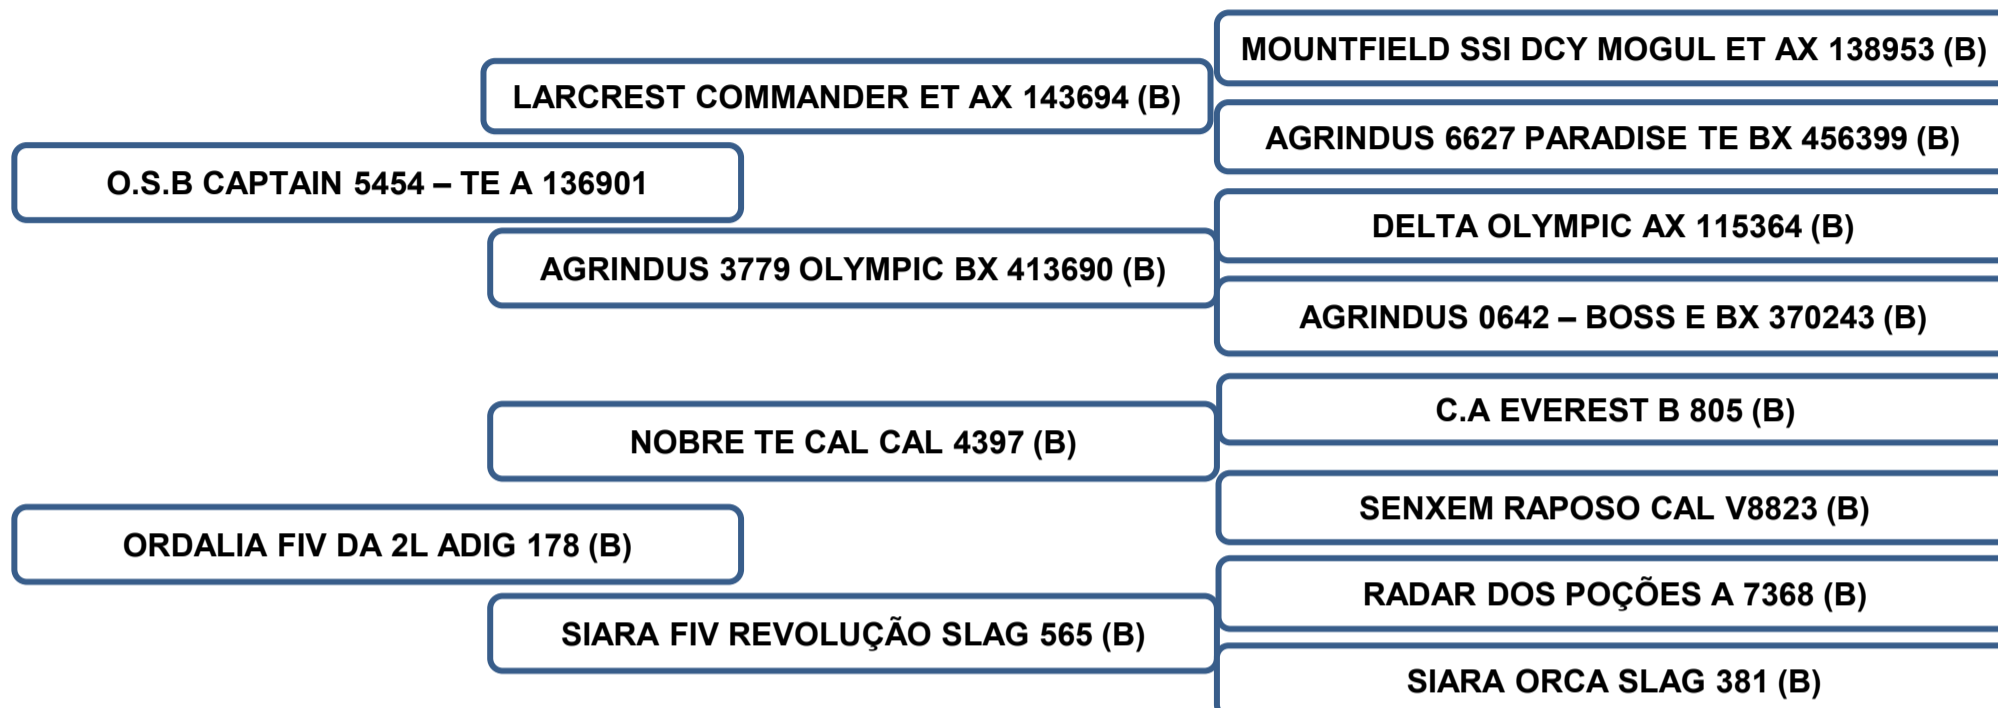 MOUNTFIELD SSI DCY MOGUL ET AX 138953 (B)
LARCREST COMMANDER ET AX 143694 (B)
AGRINDUS 6627 PARADISE TE BX 456399 (B)
O.S.B CAPTAIN 5454 – TE A 136901
DELTA OLYMPIC AX 115364 (B)
AGRINDUS 3779 OLYMPIC BX 413690 (B)
AGRINDUS 0642 – BOSS E BX 370243 (B)
C.A EVEREST B 805 (B)
NOBRE TE CAL CAL 4397 (B)
SENXEM RAPOSO CAL V8823 (B)
ORDALIA FIV DA 2L ADIG 178 (B)
RADAR DOS POÇÕES A 7368 (B)
SIARA FIV REVOLUÇÃO SLAG 565 (B)
SIARA ORCA SLAG 381 (B)